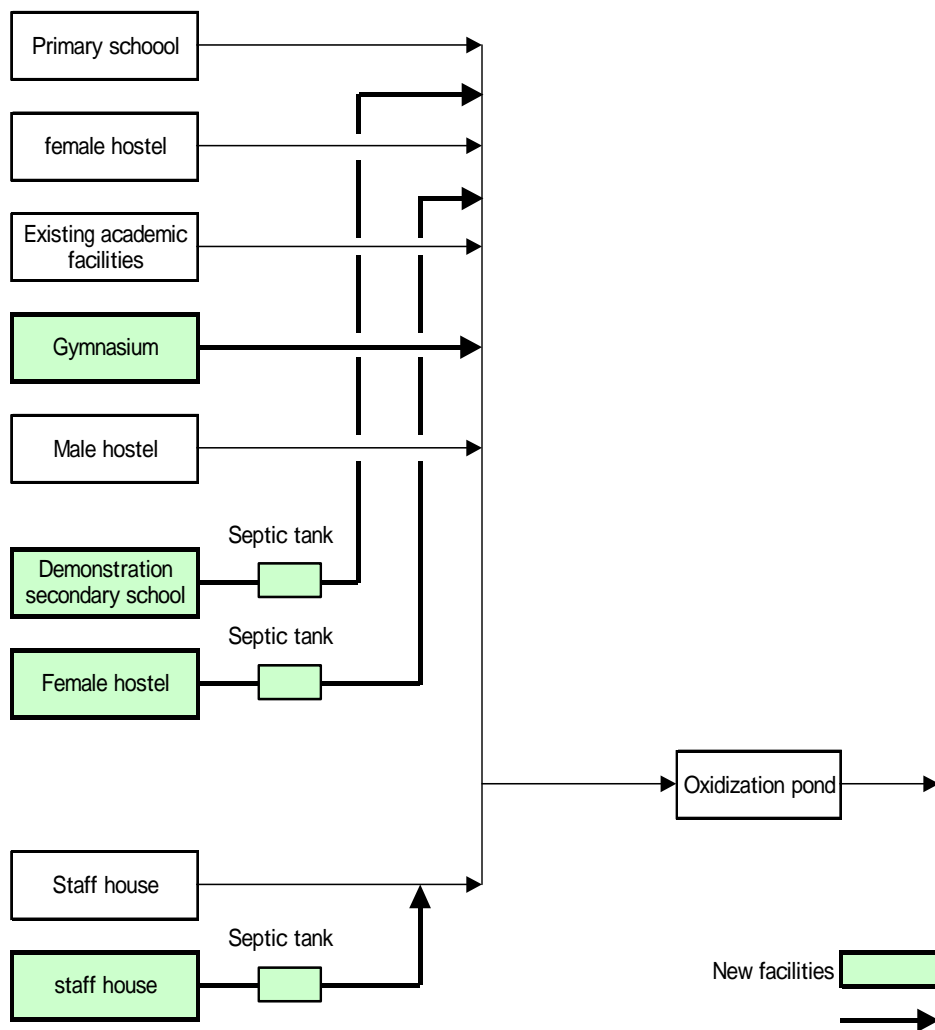 Primary schoool
female hostel
Existing academic
facilities
Gymnasium
Male hostel
Septic tank
Demonstration
secondary school
Septic tank
Female hostel
Oxidization pond
Staff house
Septic tank
staff house
New facilities